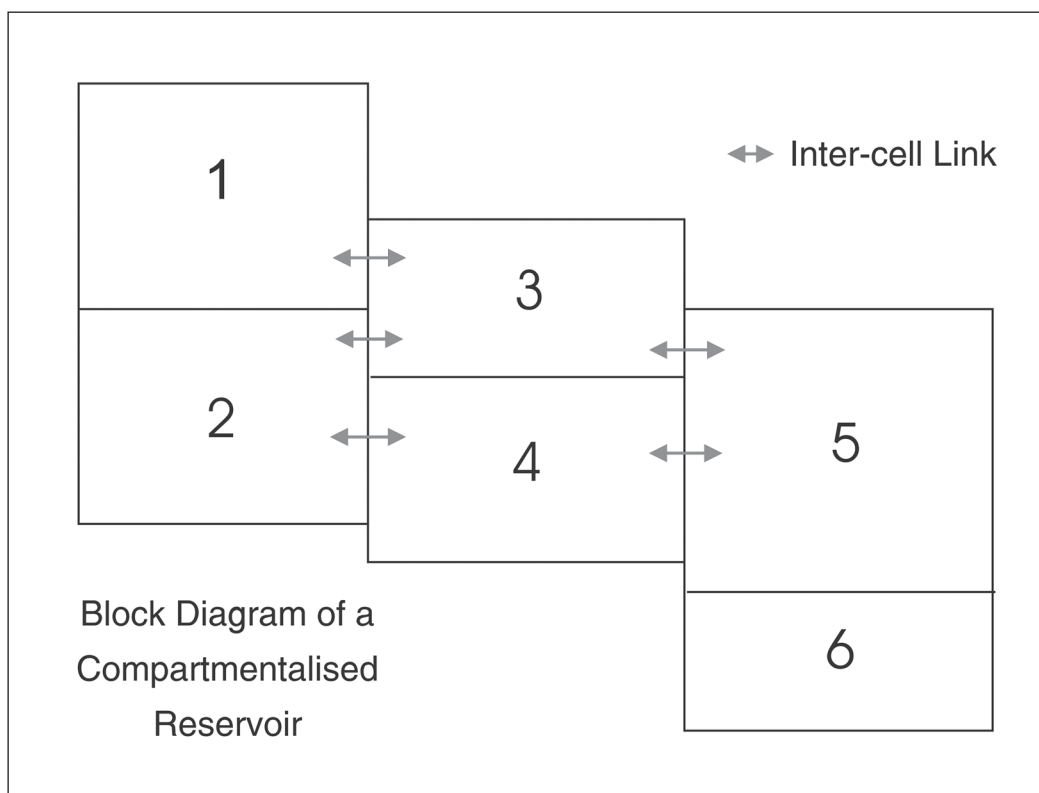 1
Inter-cell Link
3
2
5
4
Block Diagram of a
Compartmentalised
Reservoir
6